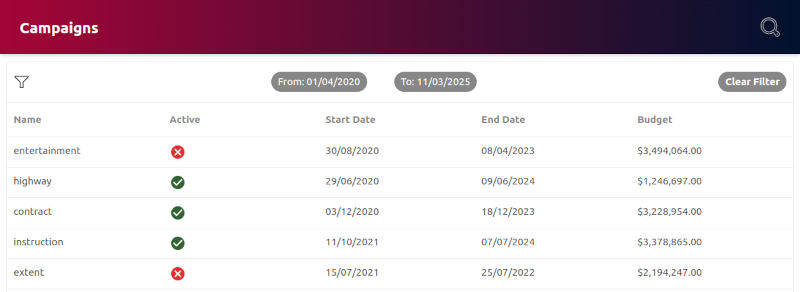 Campaigns
From: 01/04/2020 To: 11/03/2025 Clear Filter
Name Active Start Date End Date Budget
entertainment 30/08/2020 08/04/2023 $3,494,064.00
highway 29/06/2020 09/06/2024 $1,246,697.00
contract 03/12/2020 18/12/2023 $3,228,954.00
instruction 11/10/2021 07/07/2024 $3,378,865.00
extent 15/07/2021 25/07/2022 $2,194,247.00